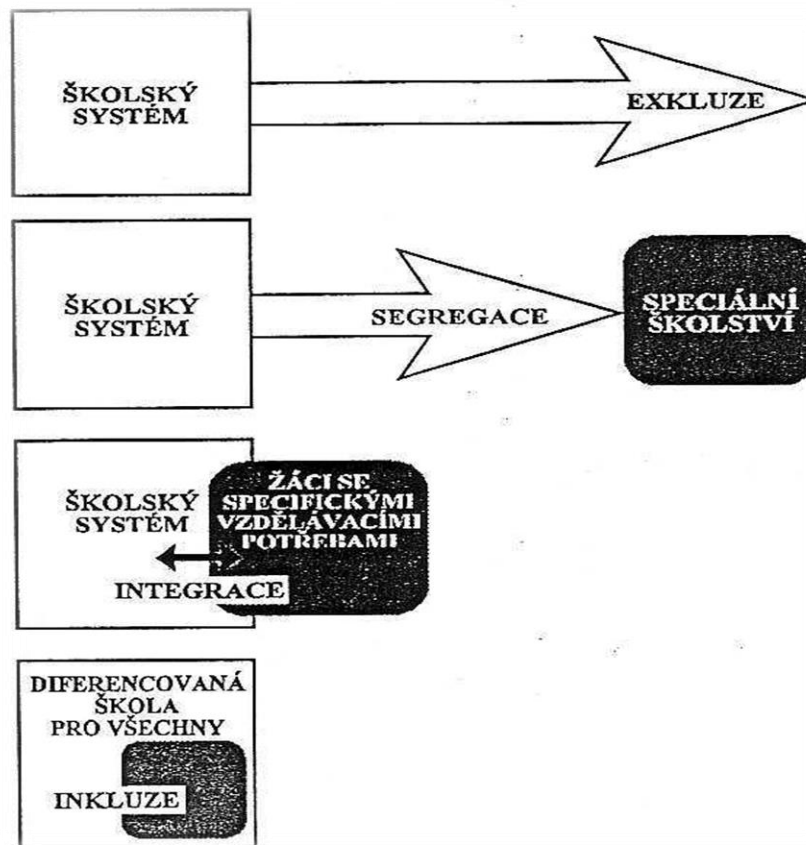 ŠKOLSKÝ
SYSTÉM
EXKLUZE
ŠKOLSKÝ
SYSTÉM
SEGREGACE
SPECIÁLNÍ
ŠKOLSTVÍ
ŠKOLSKÝ
SYSTÉM
ŽÁCI SE
SPECIFICKÝMI
VZDĚLÁVACÍMI
POTŘEBAMI
INTEGRACE
DIFERENCOVANÁ
ŠKOLA
PRO VŠECHNY
INKLUZE